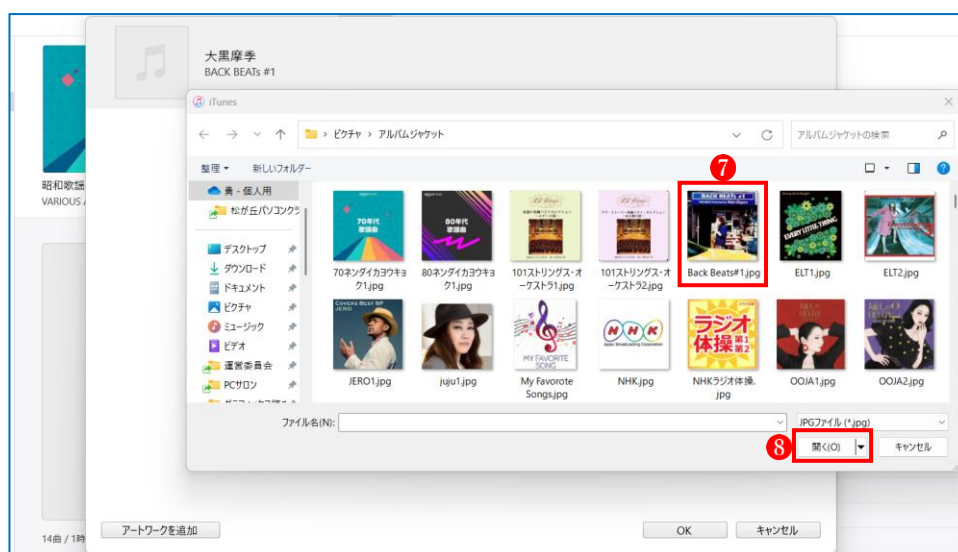 大黒摩季
BACK BEATs #1
iTunes
ピクチャ › アルバムジャケット
アルバムジャケットの検索
整理
新しいフォルダー
7
勇 - 個人用
松が丘パソコンクラ
デスクトップ
ダウンロード
ドキュメント
ピクチャ
ミュージック
ビデオ
運営委員会
PCサロン
昭和歌謡
VARIOUS
70年代
歌謡曲
80年代
歌謡曲
BACK BEATs #1
EVERY LITTLE THING
70ネンダイカヨウキョ
ク1.jpg
80ネンダイカヨウキョ
ク1.jpg
101ストリングス・オ
ーケストラ1.jpg
101ストリングス・オ
ーケストラ2.jpg
Back Beats#1.jpg
ELT1.jpg
ELT2.jpg
COVERS BEST SP
JERO
MY FAVORITE
SONG
NHK
Japan Broadcasting Corporation
ラジオ
体操
第1
第2
JERO1.jpg
juju1.jpg
My Favorote
Songs.jpg
NHK.jpg
NHKラジオ体操.
jpg
OOJA1.jpg
OOJA2.jpg
ファイル名(N):
JPGファイル (*.jpg)
8
開く(O)
キャンセル
14曲 / 1時
アートワークを追加
OK
キャンセル